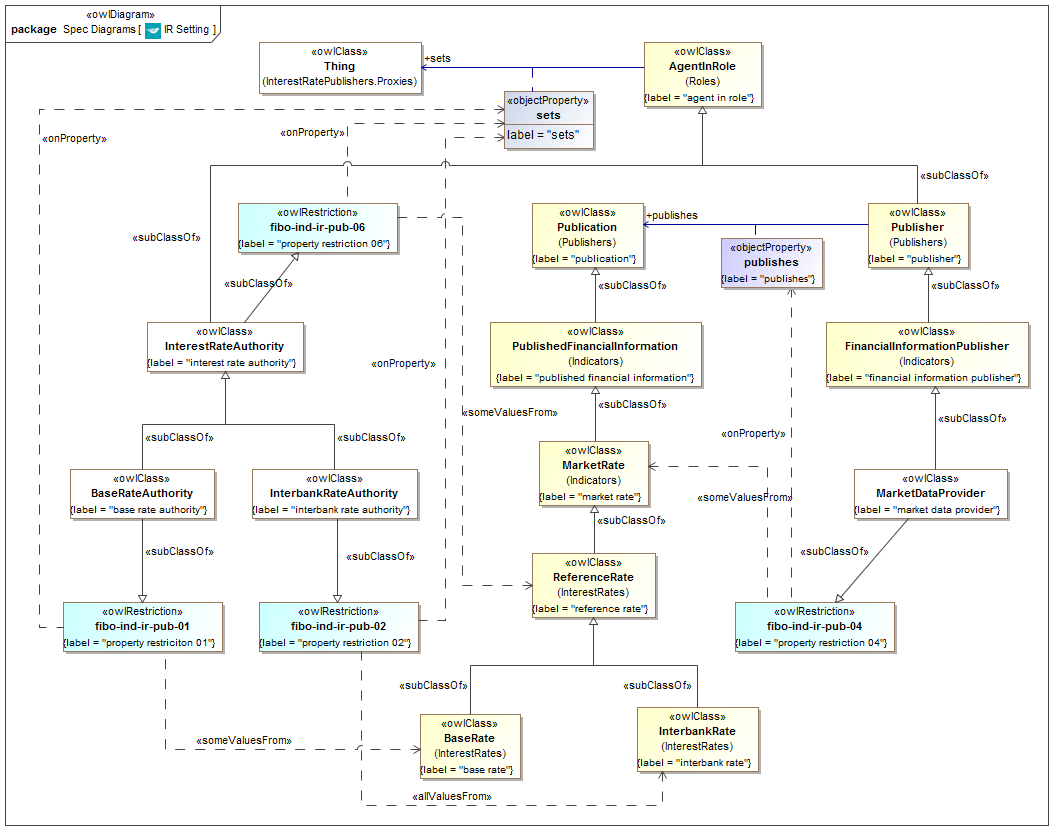 «owlDiagram»
package Spec Diagrams [ IR Setting ]
«owlClass»
Thing
(InterestRatePublishers.Proxies)
+sets
«owlClass»
AgentInRole
(Roles)
{label = "agent in role"}
«objectProperty»
sets
label = "sets"
«onProperty»
«onProperty»
«subClassOf»
«owlRestriction»
fibo-ind-ir-pub-06
{label = "property restriction 06"}
«subClassOf»
«subClassOf»
«owlClass»
Publication
(Publishers)
{label = "publication"}
+publishes
«objectProperty»
publishes
{label = "publishes"}
«owlClass»
Publisher
(Publishers)
{label = "publisher"}
«subClassOf»
«subClassOf»
«owlClass»
InterestRateAuthority
{label = "interest rate authority"}
«onProperty»
«owlClass»
PublishedFinancialInformation
(Indicators)
{label = "published financial information"}
«owlClass»
FinancialInformationPublisher
(Indicators)
{label = "financial information publisher"}
«subClassOf»
«someValuesFrom»
«subClassOf»
«subClassOf»
«subClassOf»
«onProperty»
«owlClass»
BaseRateAuthority
{label = "base rate authority"}
«owlClass»
InterbankRateAuthority
{label = "interbank rate authority"}
«owlClass»
MarketRate
(Indicators)
{label = "market rate"}
«someValuesFrom»
«owlClass»
MarketDataProvider
{label = "market data provider"}
«subClassOf»
«subClassOf»
«subClassOf»
«subClassOf»
«owlClass»
ReferenceRate
(InterestRates)
{label = "reference rate"}
«owlRestriction»
fibo-ind-ir-pub-01
{label = "property restriciton 01"}
«owlRestriction»
fibo-ind-ir-pub-02
{label = "property restriction 02"}
«owlRestriction»
fibo-ind-ir-pub-04
{label = "property restriction 04"}
«subClassOf»
«subClassOf»
«someValuesFrom»
«owlClass»
BaseRate
(InterestRates)
{label = "base rate"}
«owlClass»
InterbankRate
(InterestRates)
{label = "interbank rate"}
«allValuesFrom»